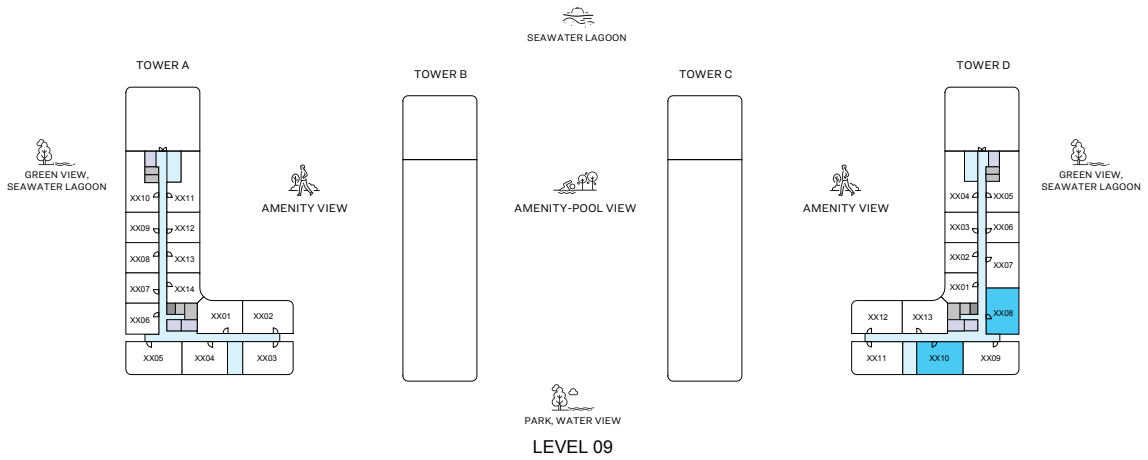 SEAWATER LAGOON
TOWER A
TOWER B
TOWER C
TOWER D
GREEN VIEW,
SEAWATER LAGOON
AMENITY VIEW
AMENITY-POOL VIEW
AMENITY VIEW
GREEN VIEW,
SEAWATER LAGOON
XX10 XX11
XX09 XX12
XX08 XX13
XX07 XX14
XX06
XX01 XX02
XX05 XX04 XX03
XX04 XX05
XX03 XX06
XX02 XX07
XX01
XX08
XX12 XX13
XX11 XX10 XX09
PARK, WATER VIEW
LEVEL 09